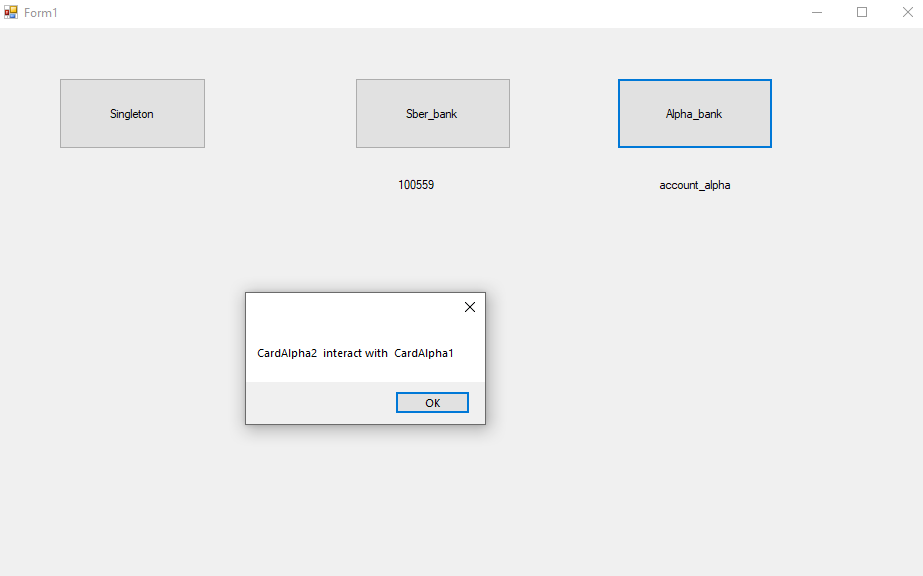 Form1
Singleton
Sber_bank
Alpha_bank
100559
account_alpha
CardAlpha2  interact with  CardAlpha1
OK